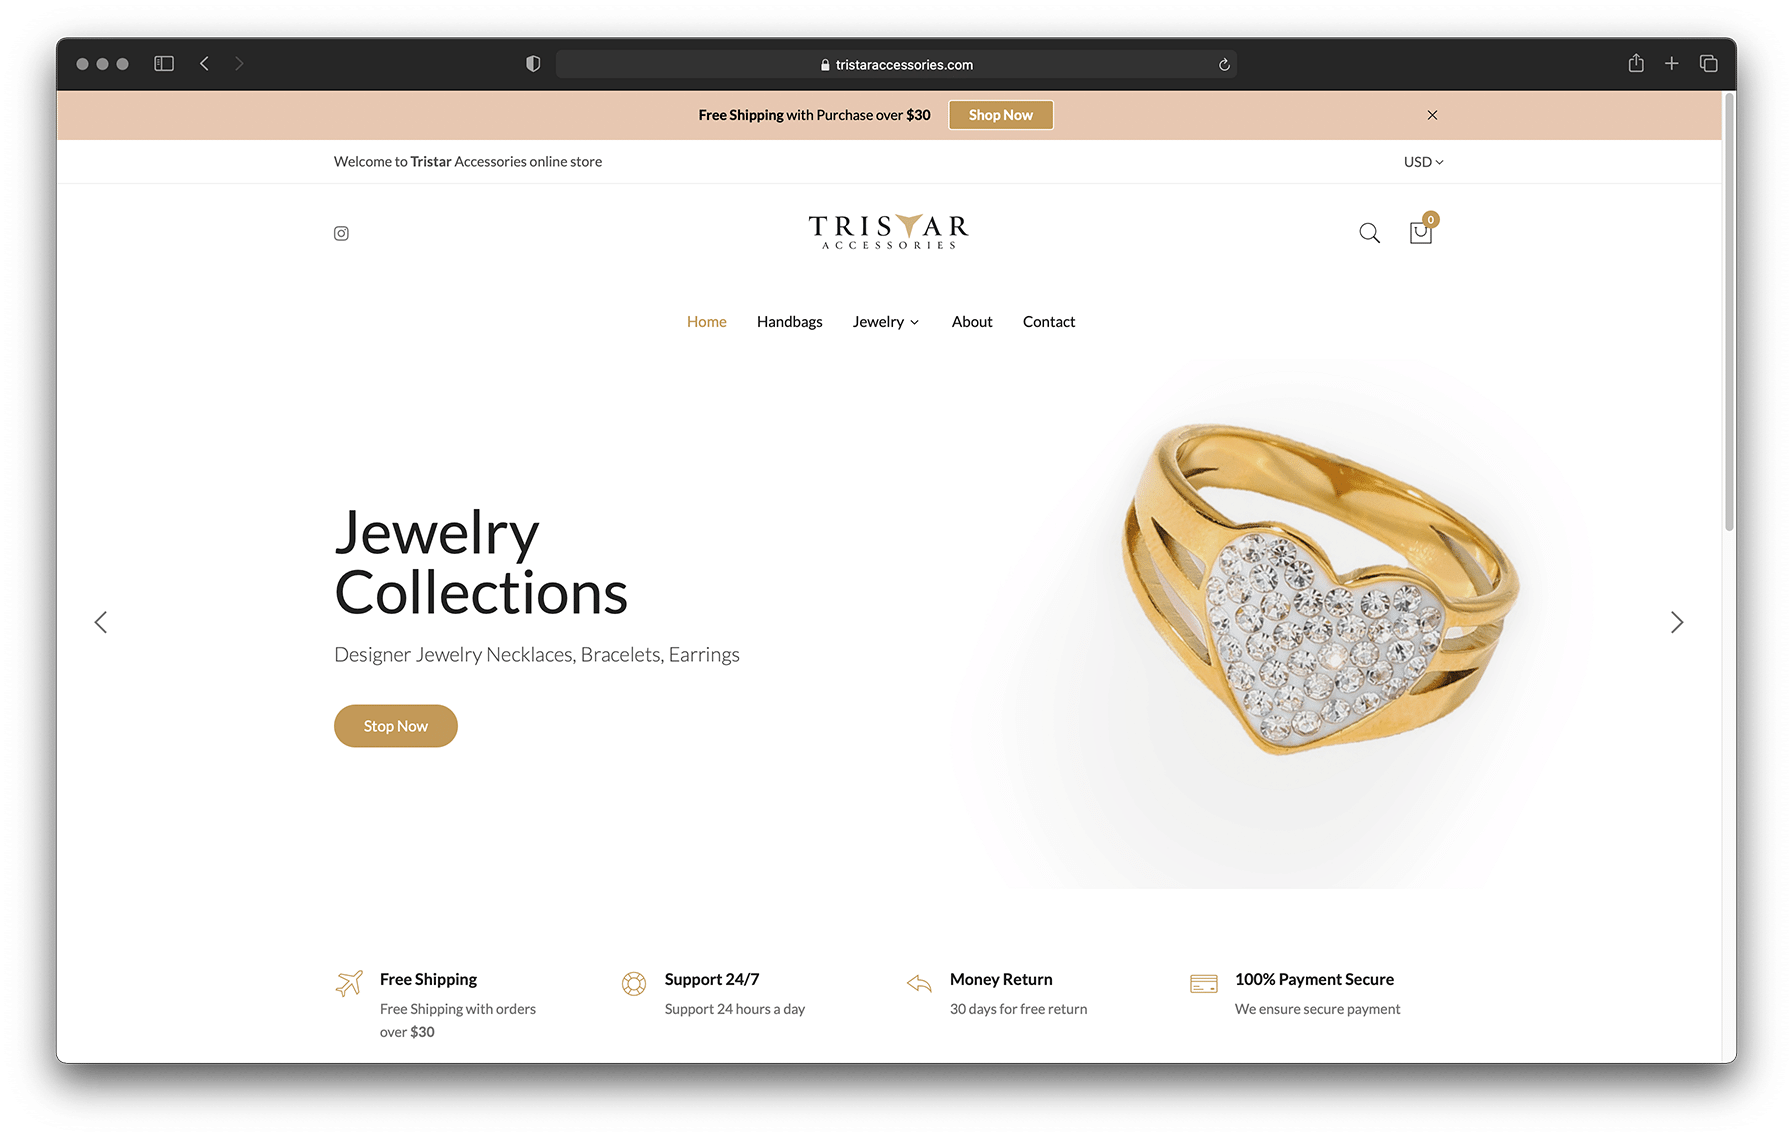 tristaraccessories.com
Free Shipping with Purchase over $30 Shop Now
Welcome to Tristar Accessories online store
USD
TRISTAR
ACCESSORIES
0
Home Handbags Jewelry About Contact
Jewelry
Collections
Designer Jewelry Necklaces, Bracelets, Earrings
Stop Now
Free Shipping
Free Shipping with orders
over $30
Support 24/7
Support 24 hours a day
Money Return
30 days for free return
100% Payment Secure
We ensure secure payment